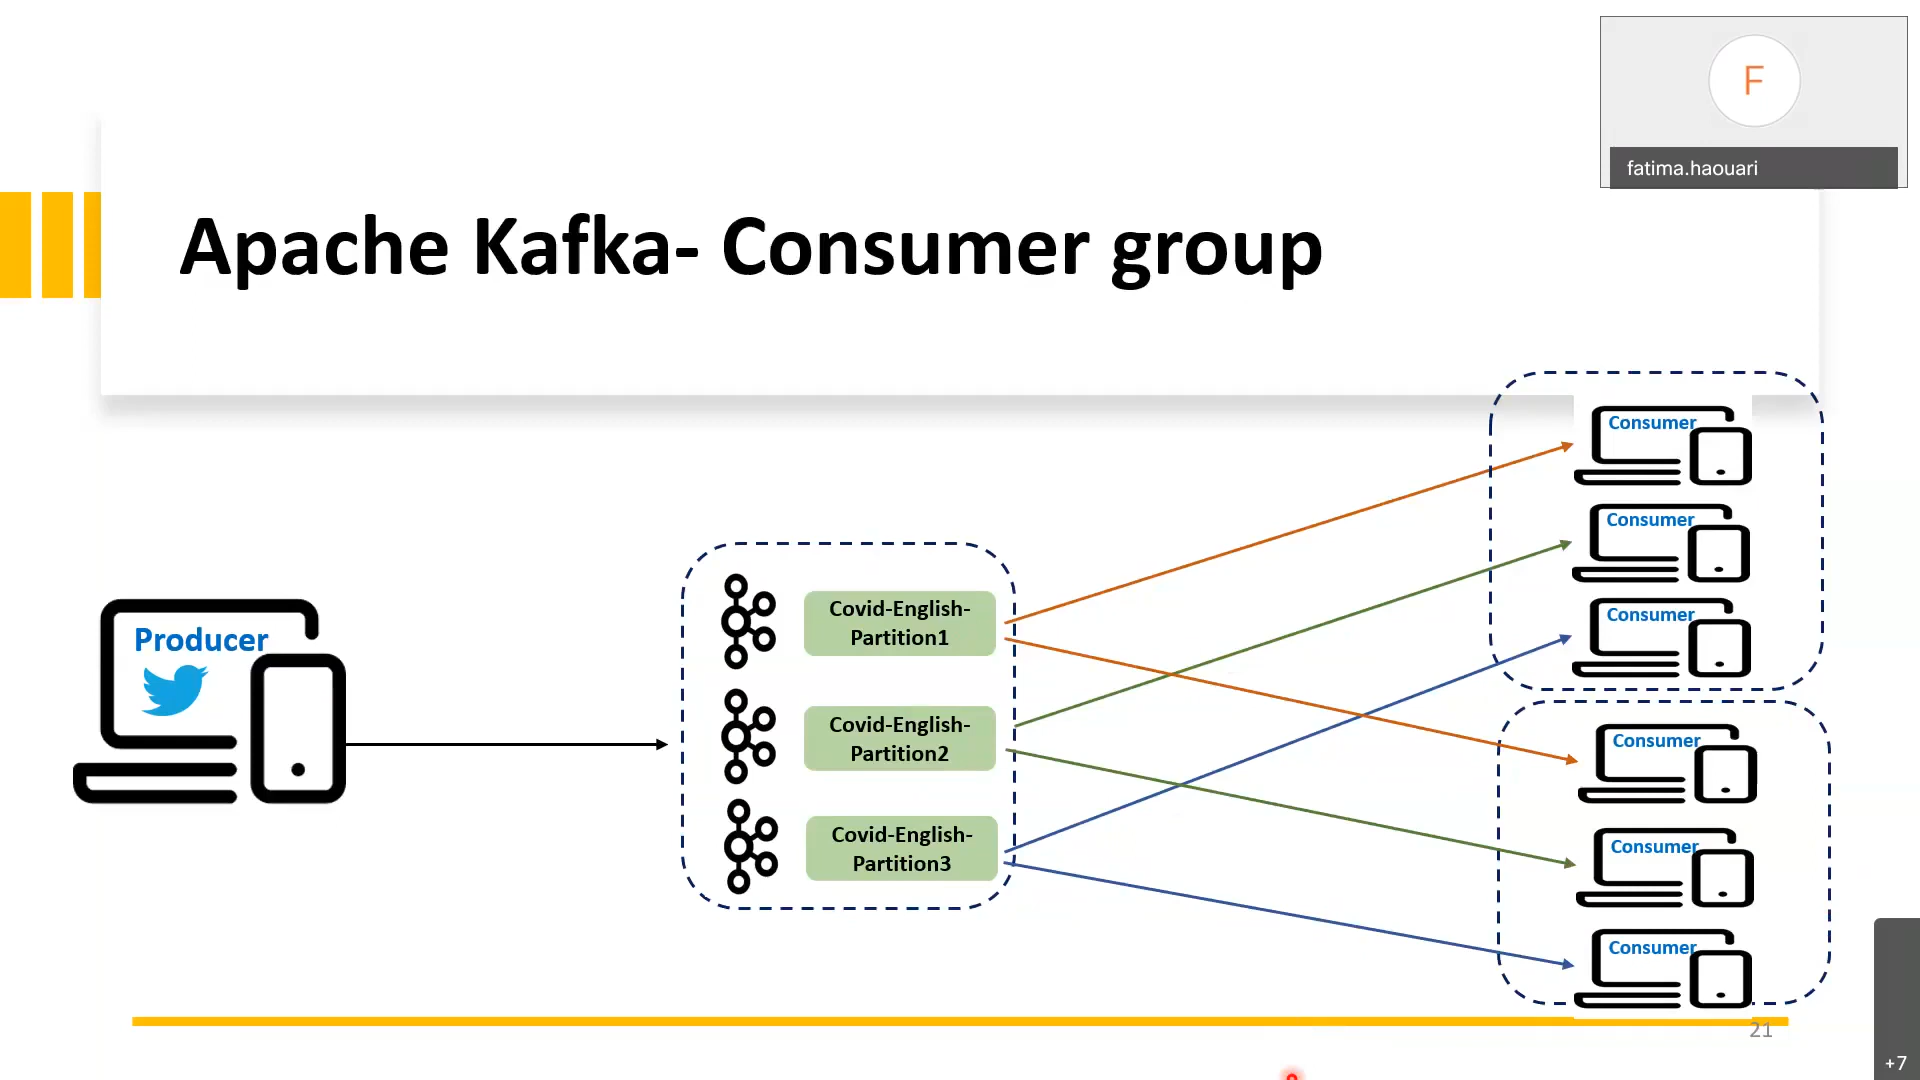 F
fatima.haouari
Apache Kafka- Consumer group
Producer
Covid-English-
Partition1
Covid-English-
Partition2
Covid-English-
Partition3
Consumer
Consumer
Consumer
Consumer
Consumer
Consumer
21
+7